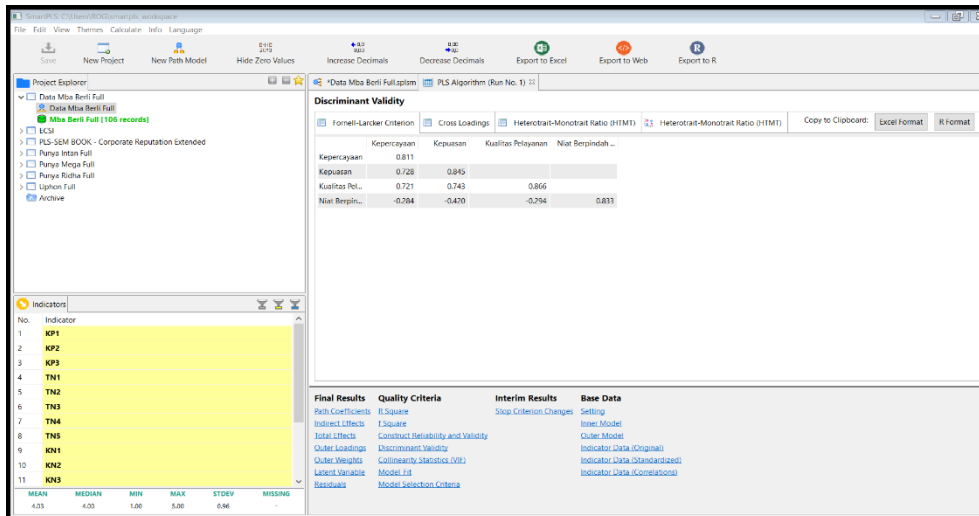 SmartPLS: C:\Users\ROG\smartpls_workspace
File Edit View Themes Calculate Info Language
Save New Project New Path Model Hide Zero Values Increase Decimals Decrease Decimals Export to Excel Export to Web Export to R
Project Explorer
Data Mba Berli Full
Data Mba Berli Full
Mba Berli Full [106 records]
ECSI
PLS-SEM BOOK - Corporate Reputation Extended
Punya Intan Full
Punya Mega Full
Punya Ridha Full
Uphon Full
Archive
Indicators
No. Indicator
1 KP1
2 KP2
3 KP3
4 TN1
5 TN2
6 TN3
7 TN4
8 TN5
9 KN1
10 KN2
11 KN3
MEAN MEDIAN MIN MAX STDEV MISSING
4.03 4.00 1.00 5.00 0.96 -
*Data Mba Berli Full.splsm PLS Algorithm (Run No. 1)
Discriminant Validity
Fornell-Larcker Criterion Cross Loadings Heterotrait-Monotrait Ratio (HTMT) Heterotrait-Monotrait Ratio (HTMT) Copy to Clipboard: Excel Format R Format
Kepercayaan Kepuasan Kualitas Pelayanan Niat Berpindah ...
Kepercayaan 0.811
Kepuasan 0.728 0.845
Kualitas Pel... 0.721 0.743 0.866
Niat Berpin... -0.284 -0.420 -0.294 0.833
Final Results Quality Criteria Interim Results Base Data
Path Coefficients R Square Stop Criterion Changes Setting
Indirect Effects f Square Inner Model
Total Effects Construct Reliability and Validity Outer Model
Outer Loadings Discriminant Validity Indicator Data (Original)
Outer Weights Collinearity Statistics (VIF) Indicator Data (Standardized)
Latent Variable Model_Fit Indicator Data (Correlations)
Residuals Model Selection Criteria